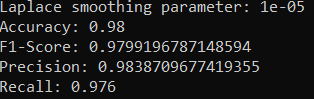 Laplace smoothing parameter: 1e-05
Accuracy: 0.98
F1-Score: 0.9799196787148594
Precision: 0.9838709677419355
Recall: 0.976